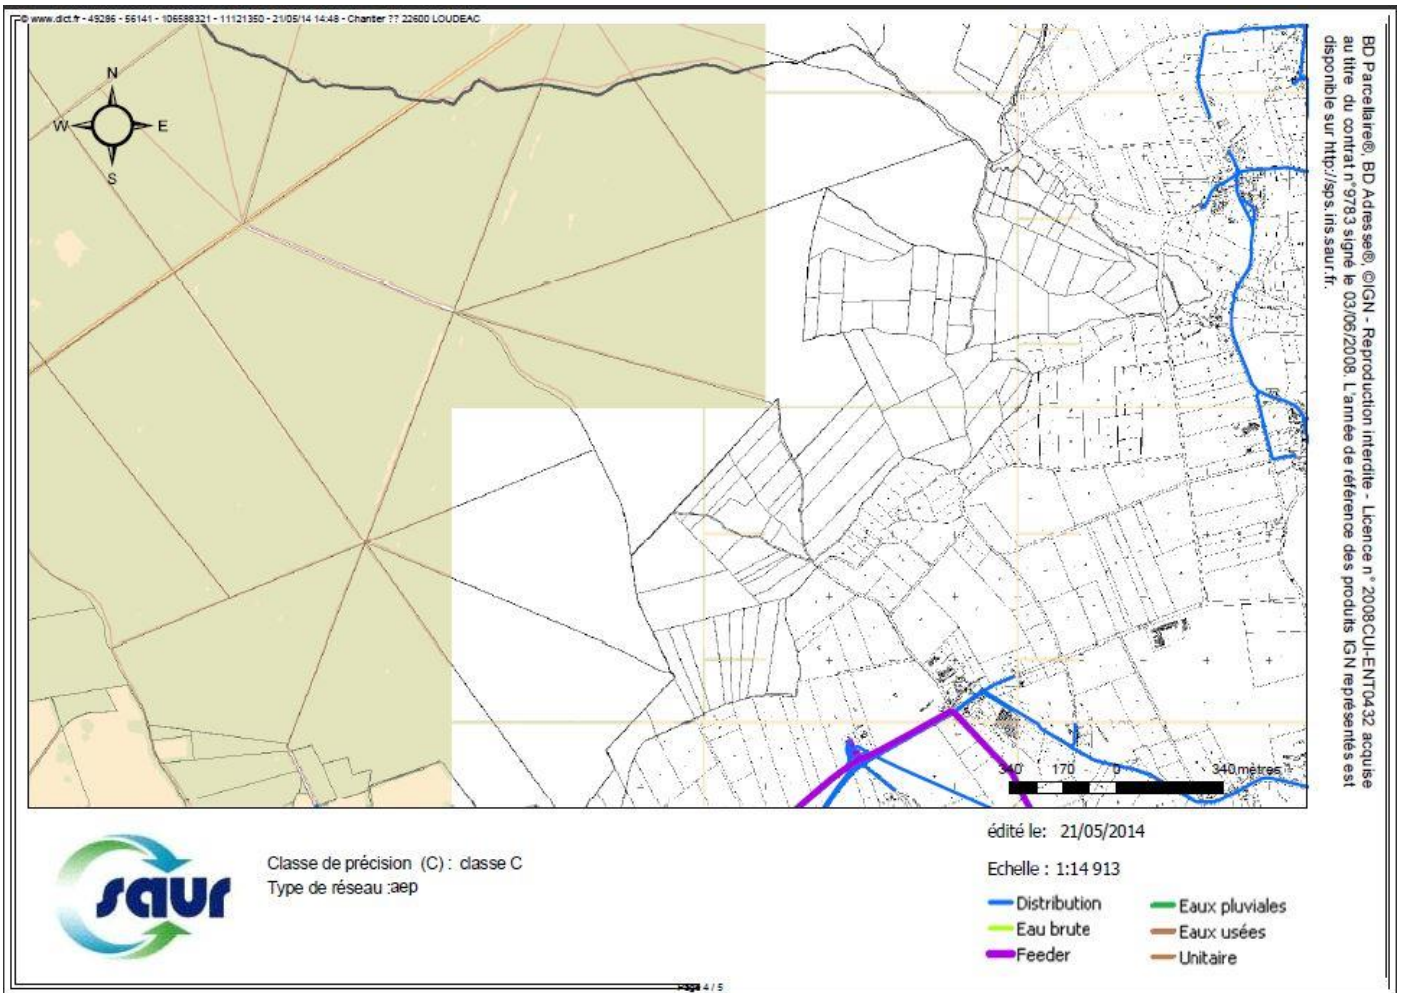 © www.dict.fr - 49286 - 56141 - 106588321 - 11121350 - 21/05/14 14:48 - Chantier ?? 22600 LOUDEAC
N
W E
S
BD Parcellaire®, BD Adresse®, ©IGN - Reproduction interdite - Licence n° 2008CUI-ENT0432 acquise
au titre du contrat n°9783 signé le 03/06/2008. L'année de référence des produits IGN représentés est
disponible sur http://sps.iris.saur.fr.
340 170 0 340 mètres
saur
Classe de précision (C) : classe C
Type de réseau :aep
édité le: 21/05/2014
Echelle : 1:14 913
Distribution
Eau brute
Feeder
Eaux pluviales
Eaux usées
Unitaire
Page 4 / 5